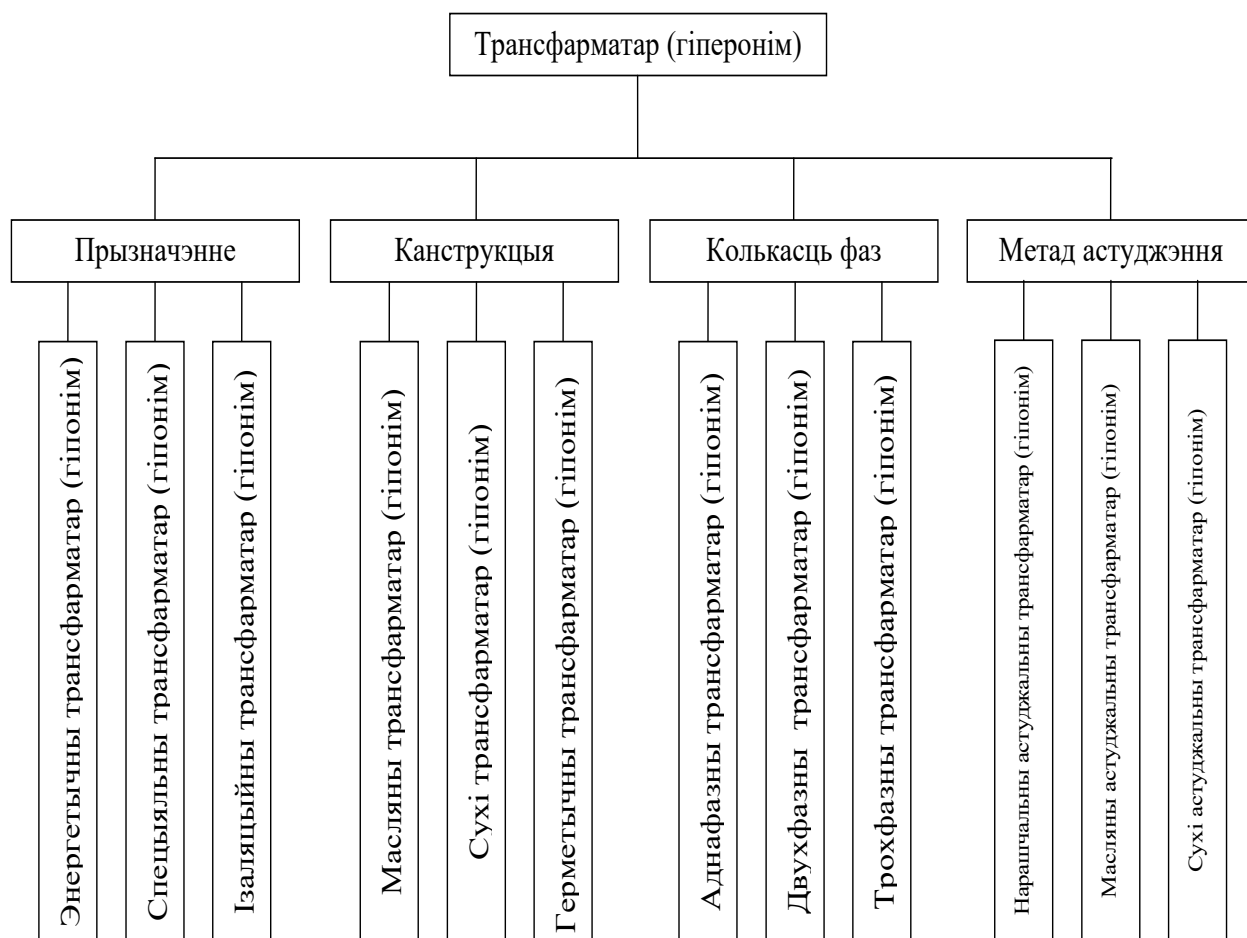 Трансфарматар (гіперонім)
Прызначэнне
Канструкцыя
Колькасць фаз
Метад астуджэння
Энергетычны трансфарматар (гіпонім)
Спецыяльны трансфарматар (гіпонім)
Ізаляцыйны трансфарматар (гіпонім)
Масляны трансфарматар (гіпонім)
Сухі трансфарматар (гіпонім)
Герметычны трансфарматар (гіпонім)
Аднафазны трансфарматар (гіпонім)
Двухфазны трансфарматар (гіпонім)
Трохфазны трансфарматар (гіпонім)
Нарашчальны астуджальны трансфарматар (гіпонім)
Масляны астуджальны трансфарматар (гіпонім)
Сухі астуджальны трансфарматар (гіпонім)